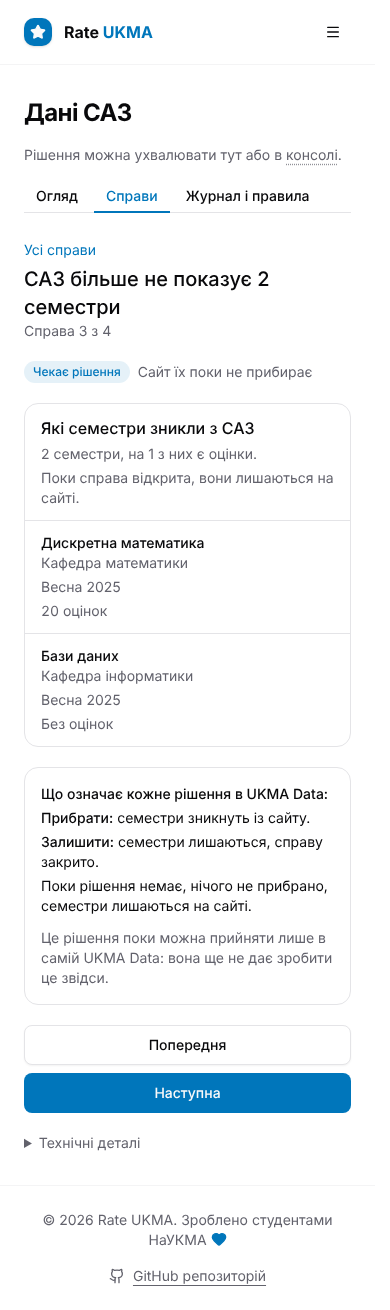 Rate UKMA
Дані САЗ
Рішення можна ухвалювати тут або в консолі.
Огляд Справи Журнал і правила
Усі справи
САЗ більше не показує 2
семестри
Справа 3 з 4
Чекає рішення Сайт їх поки не прибирає
Які семестри зникли з САЗ
2 семестри, на 1 з них є оцінки.
Поки справа відкрита, вони лишаються на
сайті.
Дискретна математика
Кафедра математики
Весна 2025
20 оцінок
Бази даних
Кафедра інформатики
Весна 2025
Без оцінок
Що означає кожне рішення в UKMA Data:
Прибрати: семестри зникнуть із сайту.
Залишити: семестри лишаються, справу
закрито.
Поки рішення немає, нічого не прибрано,
семестри лишаються на сайті.
Це рішення поки можна прийняти лише в
самій UKMA Data: вона ще не дає зробити
це звідси.
Попередня
Наступна
Технічні деталі
© 2026 Rate UKMA. Зроблено студентами
НаУКМА
GitHub репозиторій